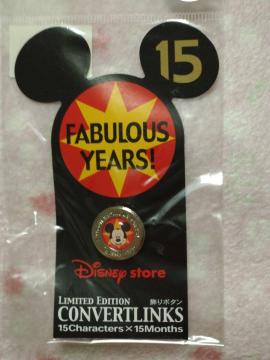 15
FABULOUS
YEARS!
Disney store
LIMITED EDITION 飾りボタン
CONVERTLINKS
15Characters×15Months